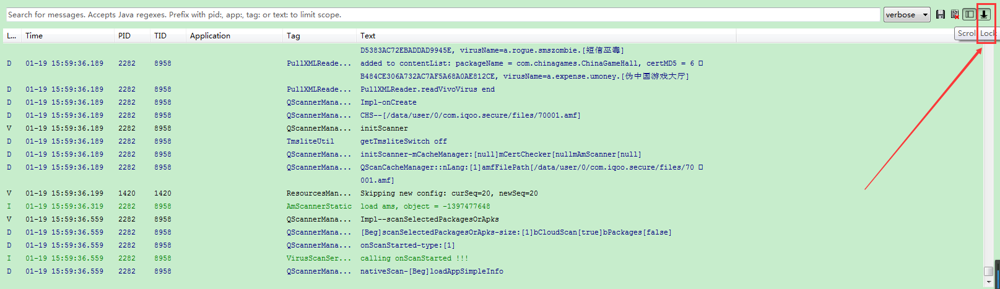 Search for messages. Accepts Java regexes. Prefix with pid:, app:, tag: or text: to limit scope. verbose
Scrol Lock
L... Time PID TID Application Tag Text
D5383AC72EBADDAD9945E, virusName=a.rogue.smszombie.[短信巫毒]
D 01-19 15:59:36.189 2282 8958 PullXMLReade... added to contentList: packageName = com.chinagames.ChinaGameHall, certMD5 = 6
B484CE306A732AC7AF5A68A0AE812CE, virusName=a.expense.umoney.[伪中国游戏大厅]
D 01-19 15:59:36.189 2282 8958 PullXMLReade... PullXMLReader.readVivoVirus end
D 01-19 15:59:36.189 2282 8958 QScannerMana... Impl-onCreate
D 01-19 15:59:36.189 2282 8958 QScannerMana... CHS--[/data/user/0/com.iqoo.secure/files/70001.amf]
V 01-19 15:59:36.189 2282 8958 QScannerMana... initScanner
D 01-19 15:59:36.189 2282 8958 TmsliteUtil getTmsliteSwitch off
D 01-19 15:59:36.189 2282 8958 QScannerMana... initScanner-mCacheManager:[null]mCertChecker[nullmAmScanner[null]
D 01-19 15:59:36.189 2282 8958 QScannerMana... QScanCacheManager::nLang:[1]amfFilePath[/data/user/0/com.iqoo.secure/files/70
001.amf]
V 01-19 15:59:36.199 1420 1420 ResourcesMan... Skipping new config: curSeq=20, newSeq=20
I 01-19 15:59:36.319 2282 8958 AmScannerStatic load ams, object = -1397477648
V 01-19 15:59:36.559 2282 8958 QScannerMana... Impl--scanSelectedPackagesOrApks
D 01-19 15:59:36.559 2282 8958 QScannerMana... [Beg]scanSelectedPackagesOrApks-size:[1]bCloudScan[true]bPackages[false]
D 01-19 15:59:36.559 2282 8958 QScannerMana... onScanStarted-type:[1]
I 01-19 15:59:36.559 2282 8958 VirusScanSer... calling onScanStarted !!!
D 01-19 15:59:36.559 2282 8958 QScannerMana... nativeScan-[Beg]loadAppSimpleInfo